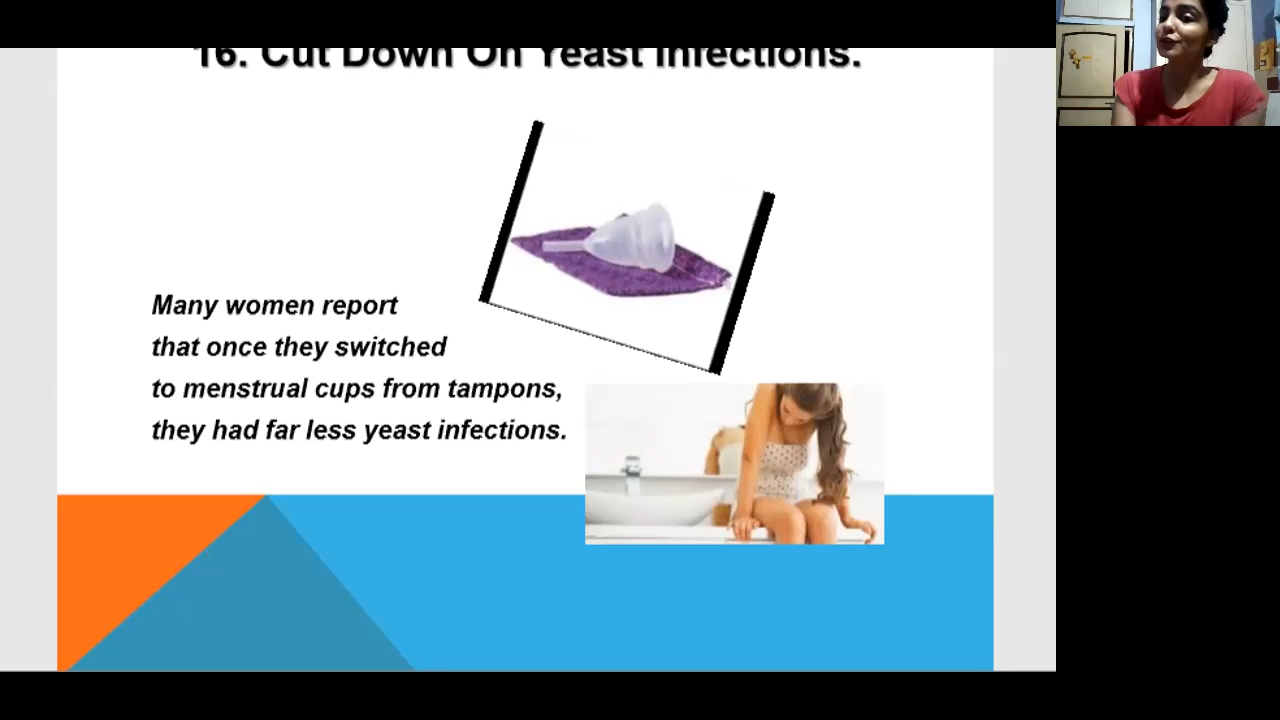 16. Cut Down On Yeast Infections.
Many women report
that once they switched
to menstrual cups from tampons,
they had far less yeast infections.